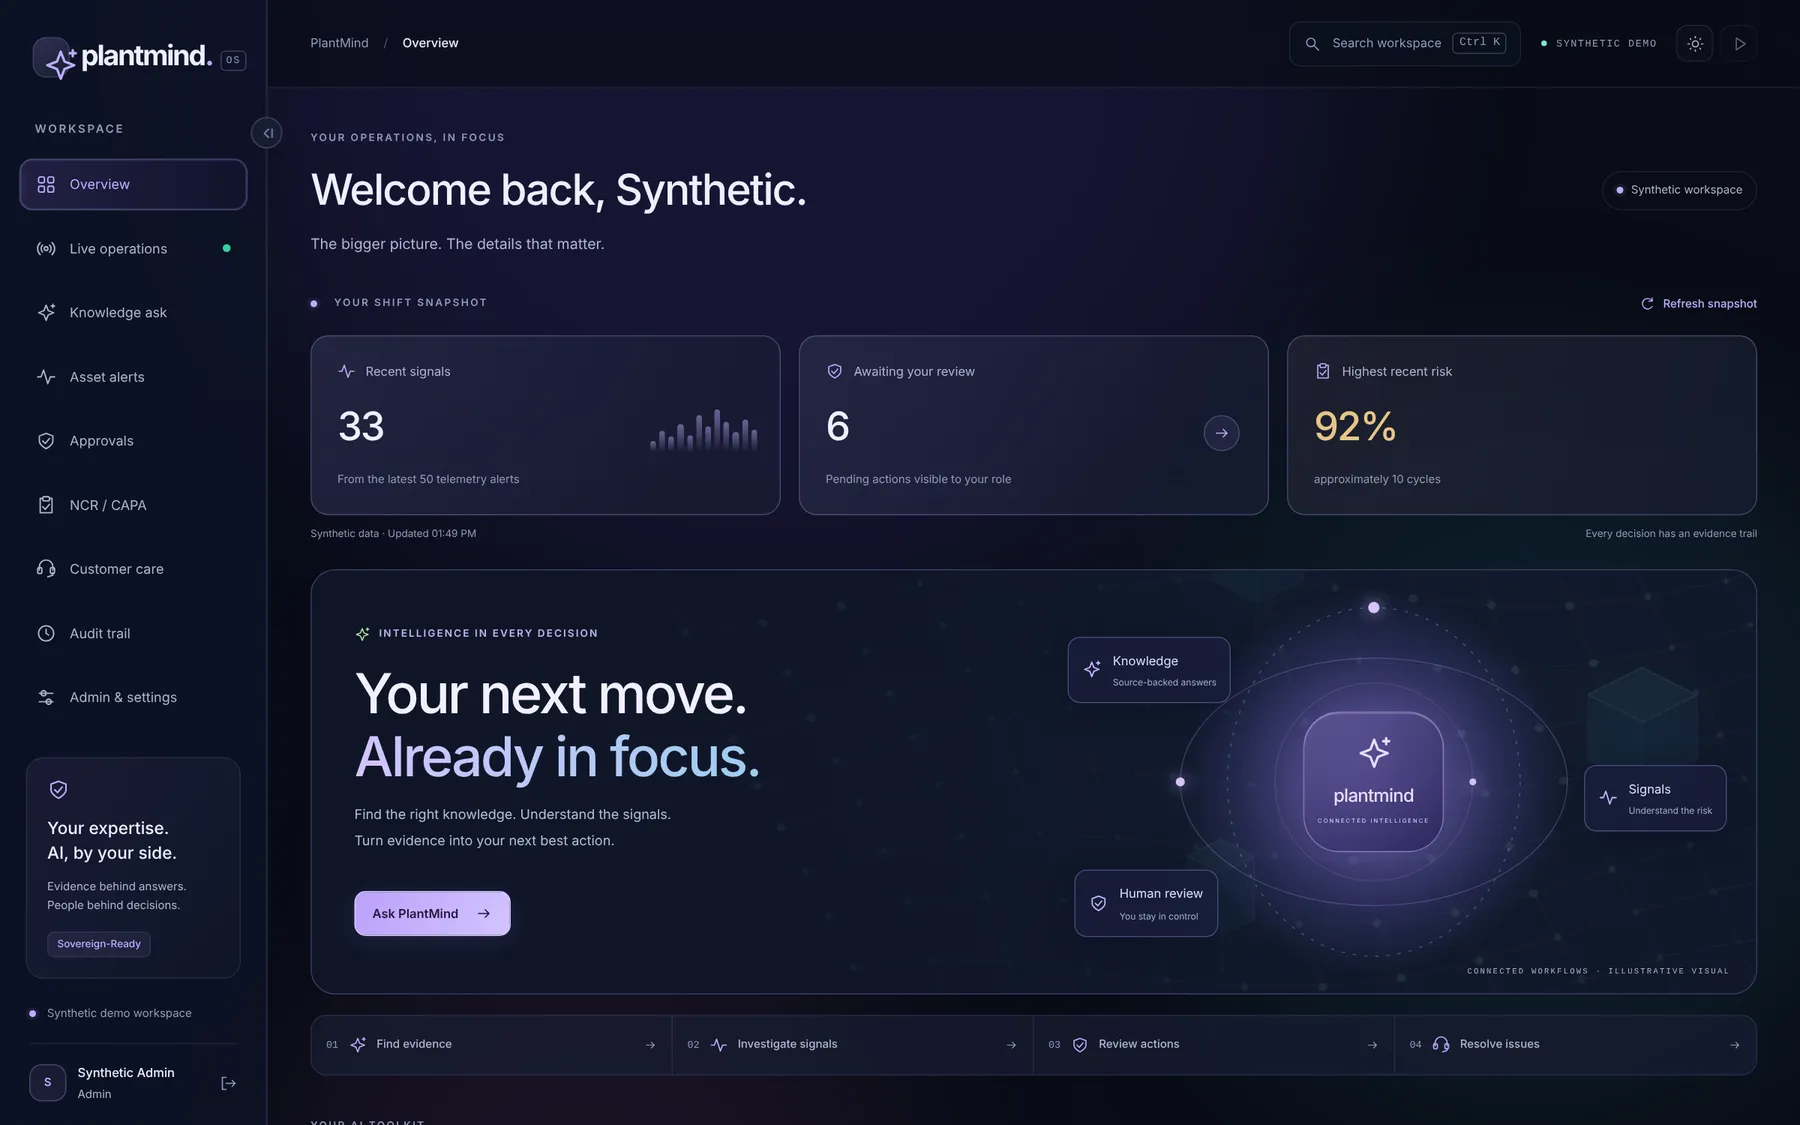 plantmind. OS
WORKSPACE
Overview
Live operations
Knowledge ask
Asset alerts
Approvals
NCR / CAPA
Customer care
Audit trail
Admin & settings
Your expertise.
AI, by your side.
Evidence behind answers.
People behind decisions.
Sovereign-Ready
Synthetic demo workspace
S
Synthetic Admin
Admin
PlantMind / Overview
Search workspace Ctrl K
SYNTHETIC DEMO
YOUR OPERATIONS, IN FOCUS
Welcome back, Synthetic.
The bigger picture. The details that matter.
Synthetic workspace
YOUR SHIFT SNAPSHOT
Refresh snapshot
Recent signals
33
From the latest 50 telemetry alerts
Awaiting your review
6
Pending actions visible to your role
Highest recent risk
92%
approximately 10 cycles
Synthetic data · Updated 01:49 PM
Every decision has an evidence trail
INTELLIGENCE IN EVERY DECISION
Your next move.
Already in focus.
Find the right knowledge. Understand the signals.
Turn evidence into your next best action.
Ask PlantMind
Knowledge
Source-backed answers
plantmind
CONNECTED INTELLIGENCE
Signals
Understand the risk
Human review
You stay in control
CONNECTED WORKFLOWS · ILLUSTRATIVE VISUAL
01 Find evidence
02 Investigate signals
03 Review actions
04 Resolve issues
YOUR AI TOOLKIT